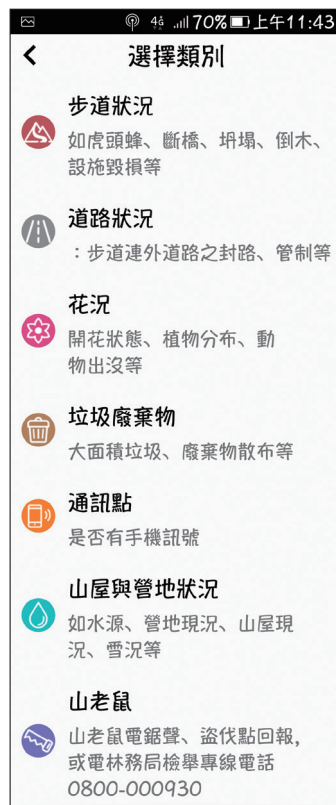 4G 70% 上午11:43
選擇類別
步道狀況
如虎頭蜂、斷橋、坍塌、倒木、
設施毀損等
道路狀況
：步道連外道路之封路、管制等
花況
開花狀態、植物分布、動
物出沒等
垃圾廢棄物
大面積垃圾、廢棄物散布等
通訊點
是否有手機訊號
山屋與營地狀況
如水源、營地現況、山屋現
況、雪況等
山老鼠
山老鼠電鋸聲、盜伐點回報,
或電林務局檢舉專線電話
0800-000930